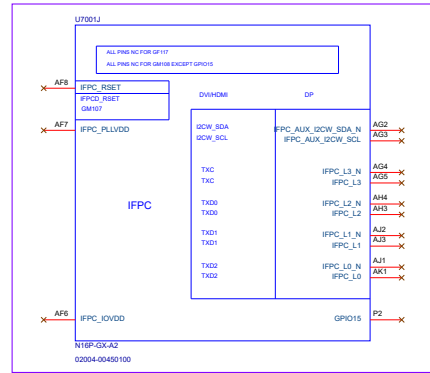 U7001J
ALL PINS NC FOR GF117
ALL PINS NC FOR GM108 EXCEPT GPIO15
AF8 IFPC_RSET
IFPCD_RSET
GM107
DVI/HDMI DP
AF7 IFPC_PLLVDD
I2CW_SDA IFPC_AUX_I2CW_SDA_N AG2
I2CW_SCL IFPC_AUX_I2CW_SCL AG3
TXC IFPC_L3_N AG4
TXC IFPC_L3 AG5
IFPC
TXD0 IFPC_L2_N AH4
TXD0 IFPC_L2 AH3
TXD1 IFPC_L1_N AJ2
TXD1 IFPC_L1 AJ3
TXD2 IFPC_L0_N AJ1
TXD2 IFPC_L0 AK1
AF6 IFPC_IOVDD GPIO15 P2
N16P-GX-A2
02004-00450100